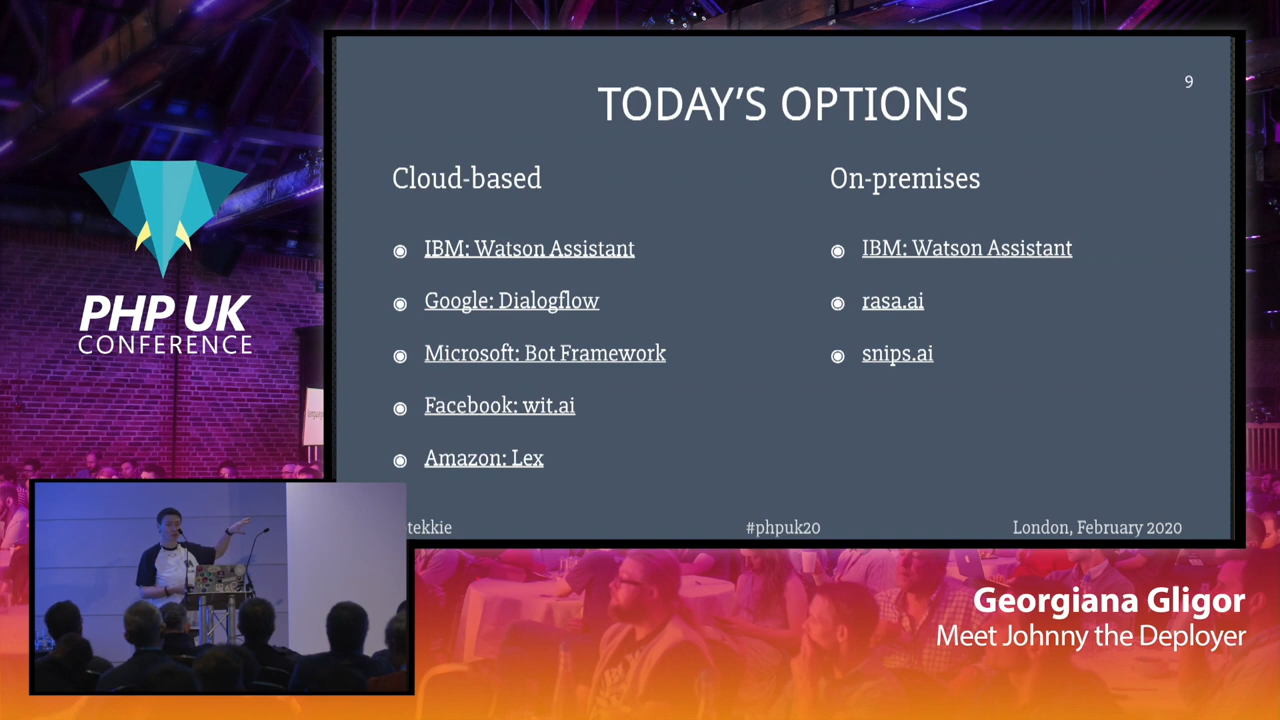 TODAY'S OPTIONS
9
Cloud-based
IBM: Watson Assistant
Google: Dialogflow
Microsoft: Bot Framework
Facebook: wit.ai
Amazon: Lex
On-premises
IBM: Watson Assistant
rasa.ai
snips.ai
tekkie
#phpuk20
London, February 2020
PHP UK
CONFERENCE
Georgiana Gligor
Meet Johnny the Deployer